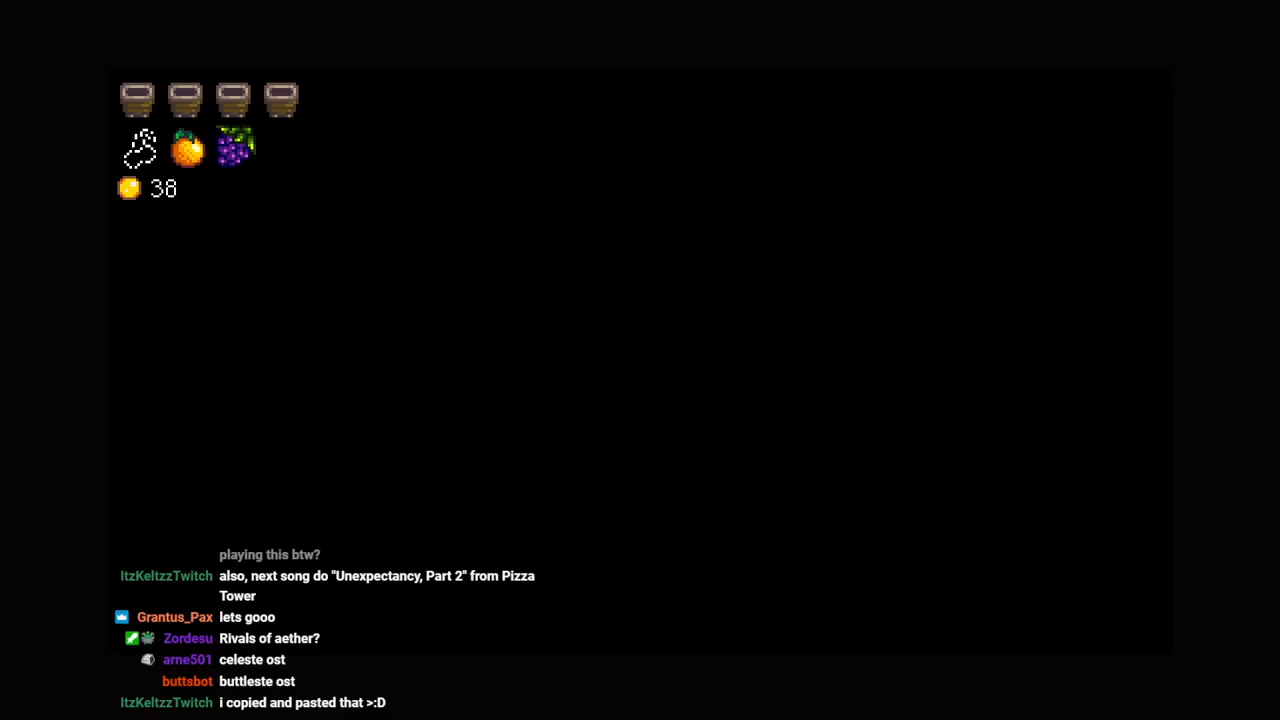 38
playing this btw?
ItzKeltzzTwitch also, next song do "Unexpectancy, Part 2" from Pizza
Tower
Grantus_Pax lets gooo
Zordesu Rivals of aether?
arne501 celeste ost
buttsbot buttleste ost
ItzKeltzzTwitch i copied and pasted that >:D